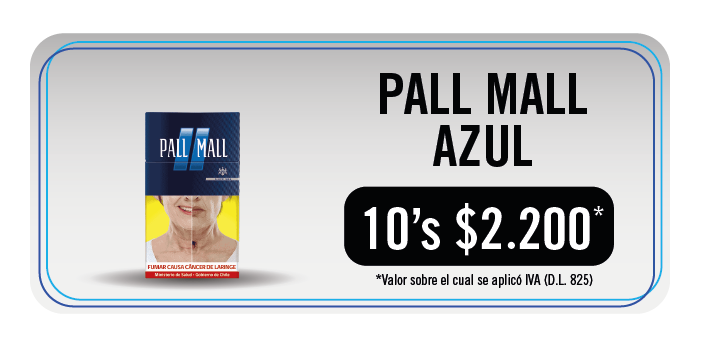 PALL MALL
AZUL
10's $2.200*
*Valor sobre el cual se aplicó IVA (D.L. 825)
PALL MALL
FUMAR CAUSA CÁNCER DE LARINGE
Ministerio de Salud - Gobierno de Chile